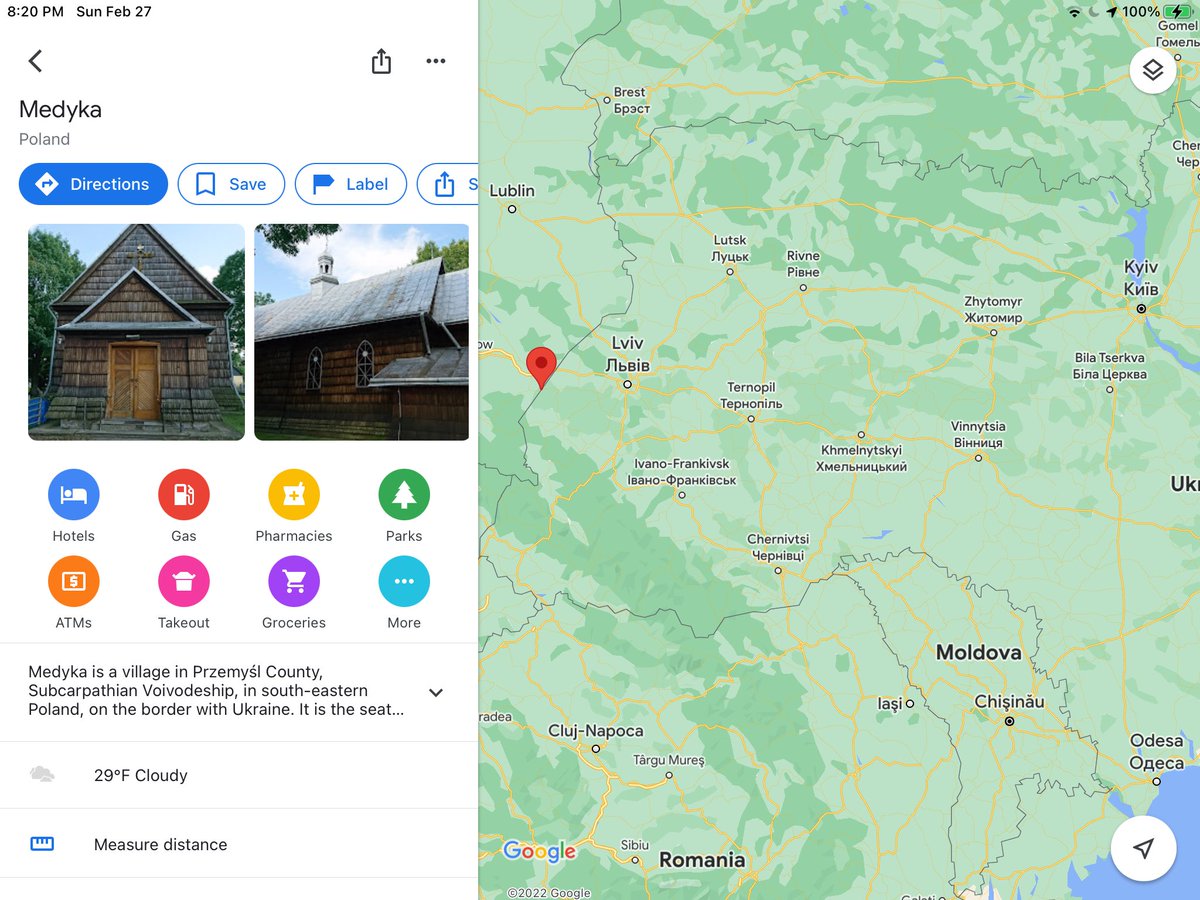 8:20 PM Sun Feb 27
100%
Medyka
Poland
Directions
Save
Label
S
Hotels
Gas
Pharmacies
Parks
ATMs
$
Takeout
Groceries
More
Medyka is a village in Przemyśl County,
Subcarpathian Voivodeship, in south-eastern
Poland, on the border with Ukraine. It is the seat...
29°F Cloudy
Measure distance
Gomel
Гомель
Brest
Брэст
Cher
Чер
Lublin
Lutsk
Луцьк
Rivne
Рівне
Kyiv
Київ
Zhytomyr
Житомир
ow
Lviv
Львів
Bila Tserkva
Біла Церква
Ternopil
Тернопіль
Vinnytsia
Вінниця
Khmelnytskyi
Хмельницький
Ivano-Frankivsk
Івано-Франківськ
Ukr
Chernivtsi
Чернівці
Moldova
Iași
Chișinău
radea
Cluj-Napoca
Târgu Mureș
Odesa
Одеса
Sibiu
Romania
Google
©2022 Google
Galați